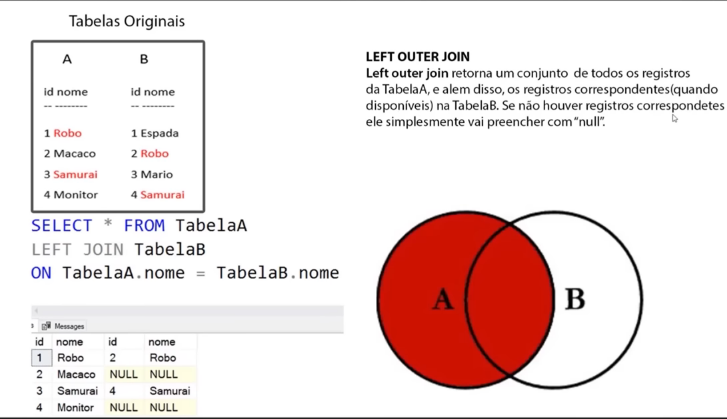 Tabelas Originais
A B
id nome id nome
-- -------- -- --------
1 Robo 1 Espada
2 Macaco 2 Robo
3 Samurai 3 Mario
4 Monitor 4 Samurai
SELECT * FROM TabelaA
LEFT JOIN TabelaB
ON TabelaA.nome = TabelaB.nome
Messages
id nome id nome
1 Robo 2 Robo
2 Macaco NULL NULL
3 Samurai 4 Samurai
4 Monitor NULL NULL
LEFT OUTER JOIN
Left outer join retorna um conjunto de todos os registros
da TabelaA, e alem disso, os registros correspondentes(quando
disponíveis) na TabelaB. Se não houver registros correspondetes
ele simplesmente vai preencher com “null”.
A B